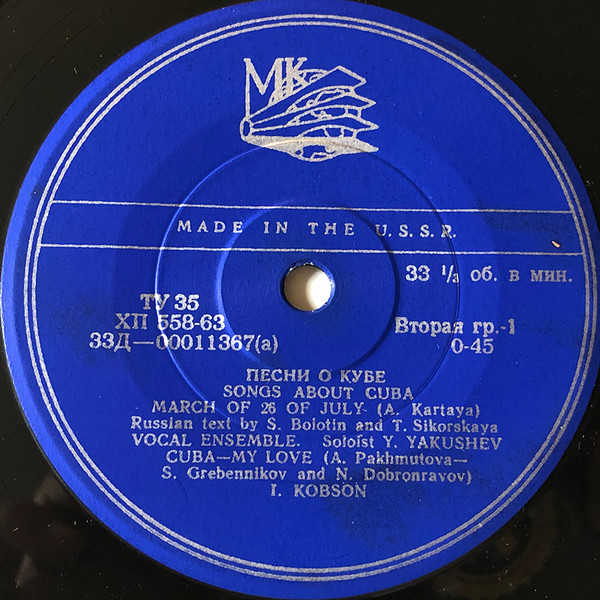 МК
MADE IN THE U.S.S.R.
33 ⅓ об. в мин.
ТУ 35
ХП 558-63
33Д—00011367(а)
Вторая гр.-1
0-45
ПЕСНИ О КУБЕ
SONGS ABOUT CUBA
MARCH OF 26 OF JULY (A. Kartaya)
Russian text by S. Bolotin and T. Sikorskaya
VOCAL ENSEMBLE. Soloist Y. YAKUSHEV
CUBA—MY LOVE (A. Pakhmutova—
S. Grebennikov and N. Dobronravov)
I. KOBSON